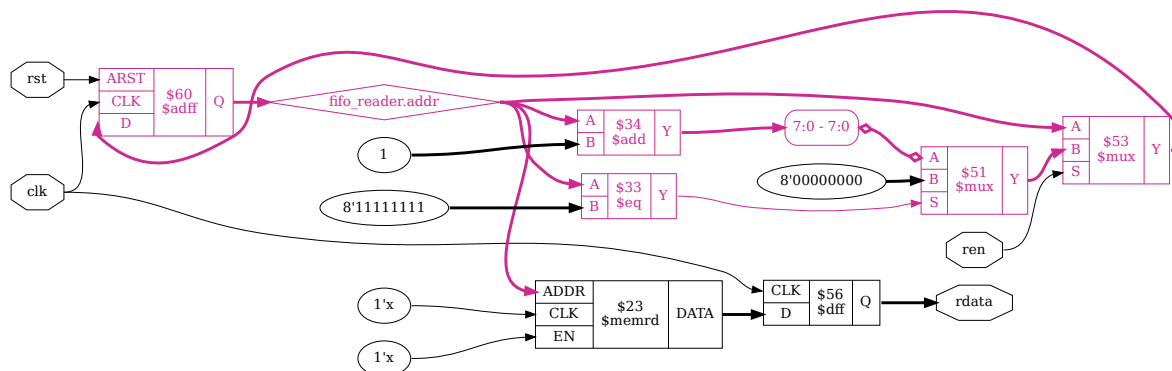 rst
ARST
CLK
D
$60
$adff
Q
fifo_reader.addr
clk
1
A
B
$34
$add
Y
8'11111111
A
B
$33
$eq
Y
7:0 - 7:0
8'00000000
A
B
S
$51
$mux
Y
A
B
S
$53
$mux
Y
ren
1'x
1'x
ADDR
CLK
EN
$23
$memrd
DATA
CLK
D
$56
$dff
Q
rdata